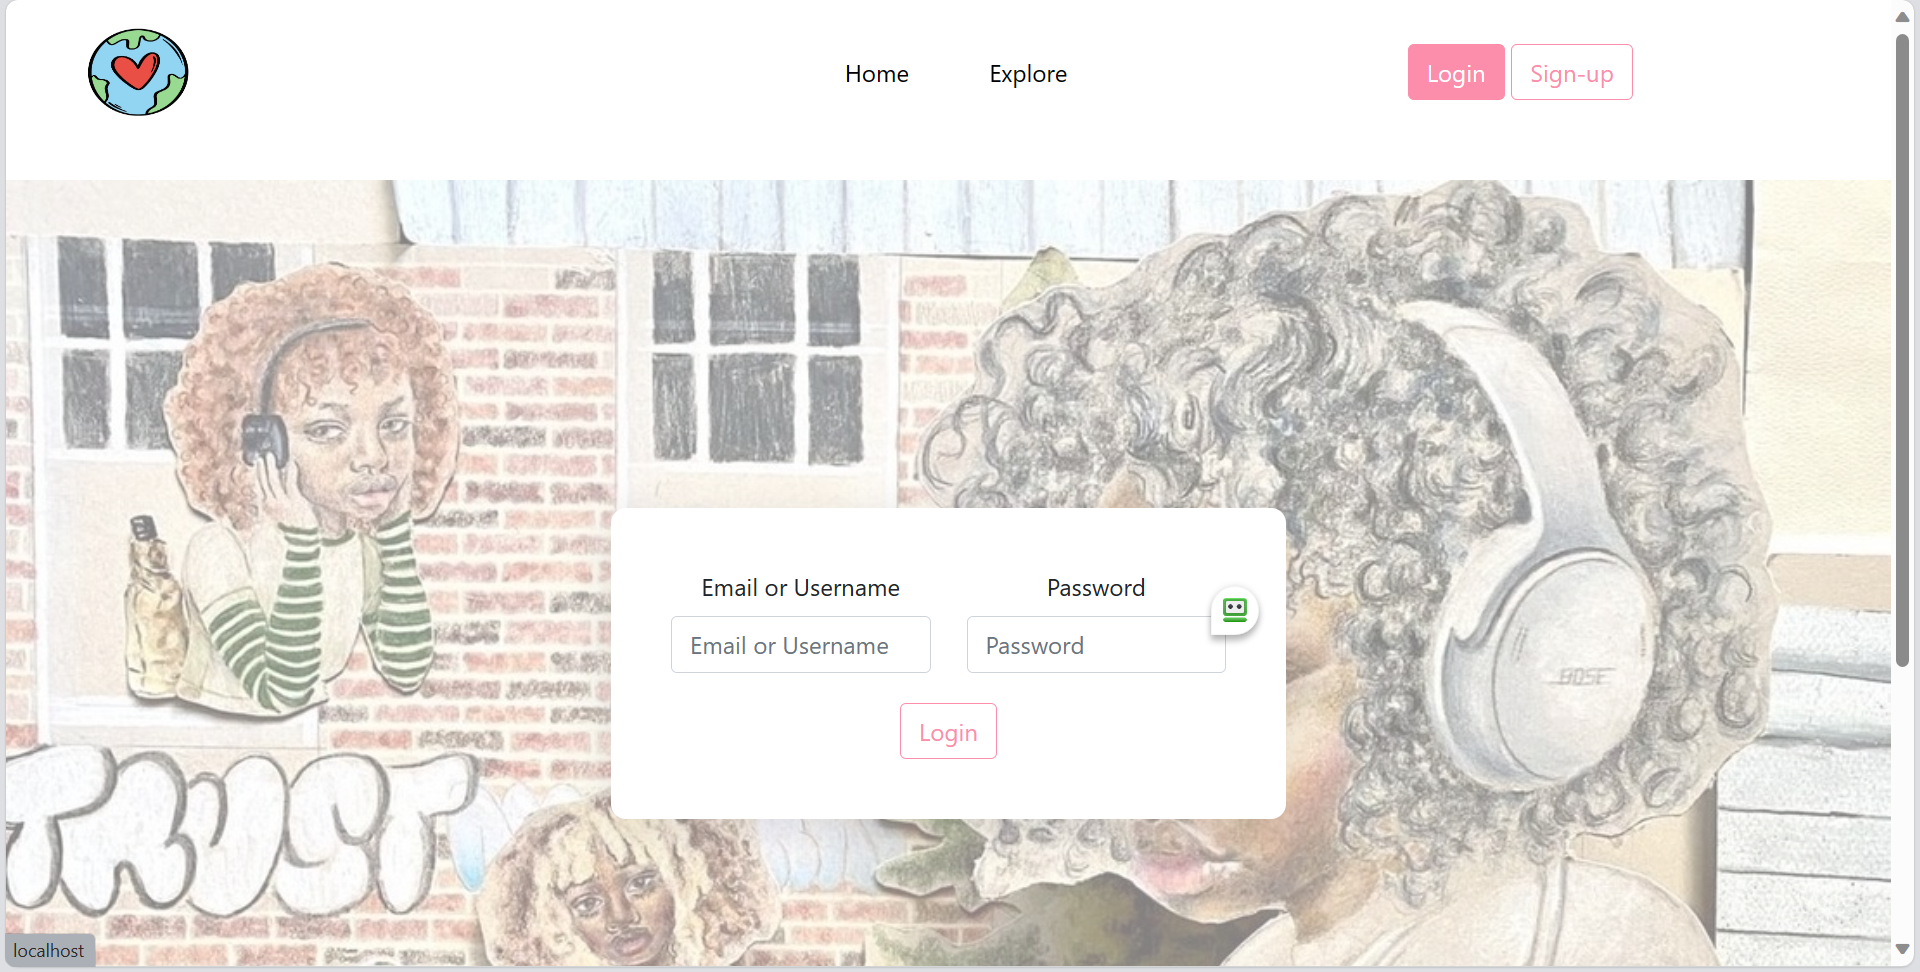 Home Explore Login Sign-up
Email or Username Password
Email or Username Password
Login
BOSE
TRUST
localhost